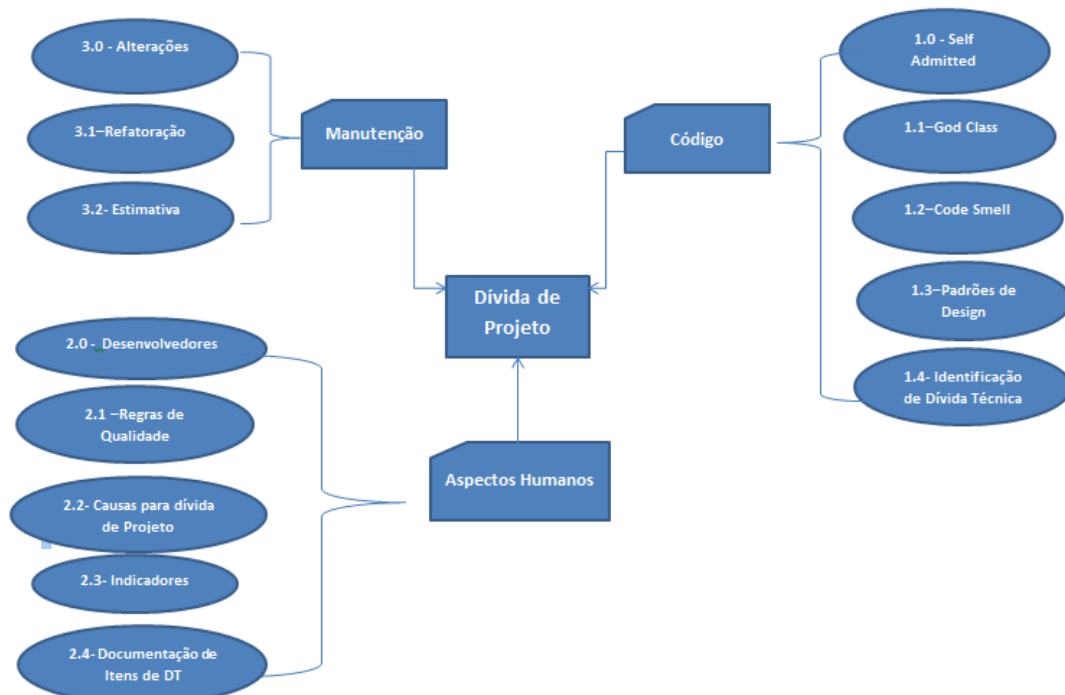 3.0 - Alterações
3.1–Refatoração
3.2- Estimativa
Manutenção
Código
1.0 - Self
Admitted
1.1–God Class
1.2–Code Smell
1.3–Padrões de
Design
1.4- Identificação
de Dívida Técnica
Dívida de
Projeto
2.0 - Desenvolvedores
2.1 –Regras de
Qualidade
2.2- Causas para dívida
de Projeto
2.3- Indicadores
2.4- Documentação de
Itens de DT
Aspectos Humanos